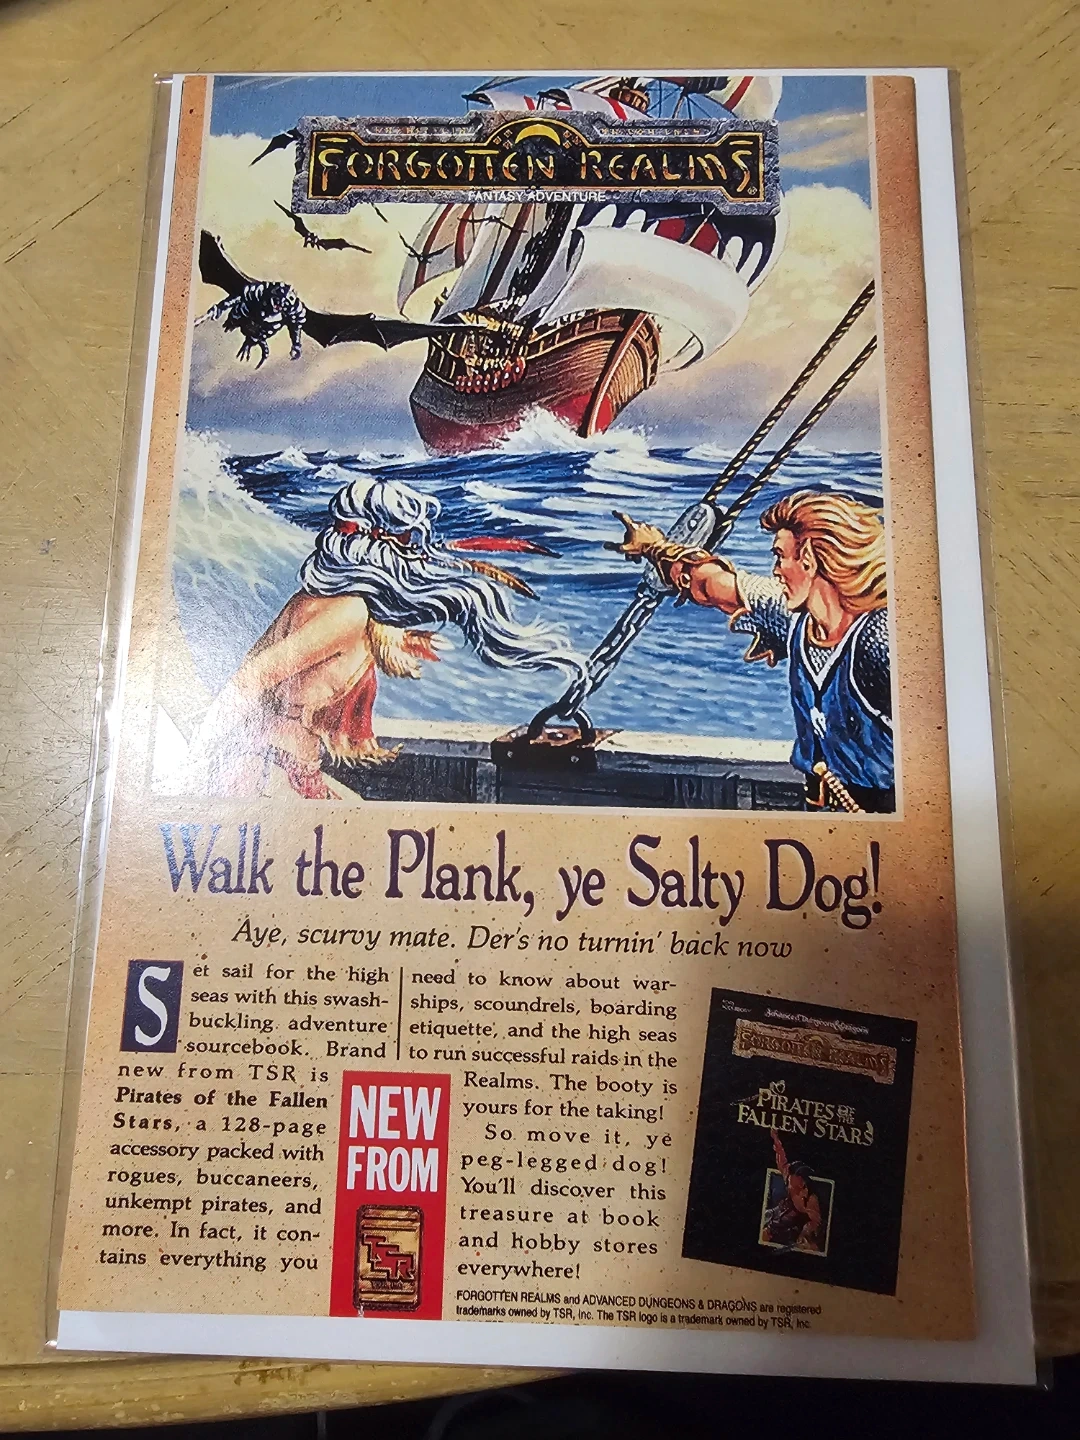 FORGOTTEN REALMS
FANTASY ADVENTURE
Walk the Plank, ye Salty Dog!
Aye, scurvy mate. Der's no turnin' back now
Set sail for the high
seas with this swash-
buckling adventure
sourcebook. Brand
new from TSR is
Pirates of the Fallen
Stars, a 128-page
accessory packed with
rogues, buccaneers,
unkempt pirates, and
more. In fact, it con-
tains everything you
need to know about war-
ships, scoundrels, boarding
etiquette, and the high seas
to run successful raids in the
Realms. The booty is
yours for the taking!
So move it, ye
peg-legged dog!
You'll discover this
treasure at book
and hobby stores
everywhere!
NEW
FROM
TSR
Advanced Dungeons & Dragons
FORGOTTEN REALMS
PIRATES OF THE
FALLEN STARS
FORGOTTEN REALMS and ADVANCED DUNGEONS & DRAGONS are registered
trademarks owned by TSR, Inc. The TSR logo is a trademark owned by TSR, Inc.